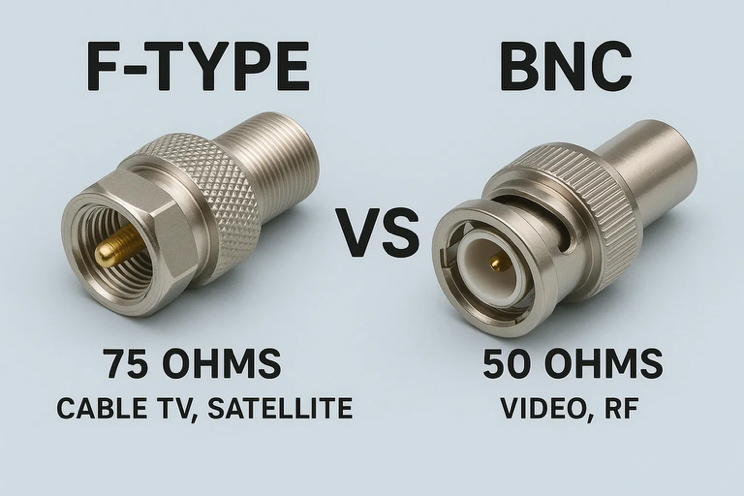 F-TYPE
BNC
VS
75 OHMS
CABLE TV, SATELLITE
50 OHMS
VIDEO, RF